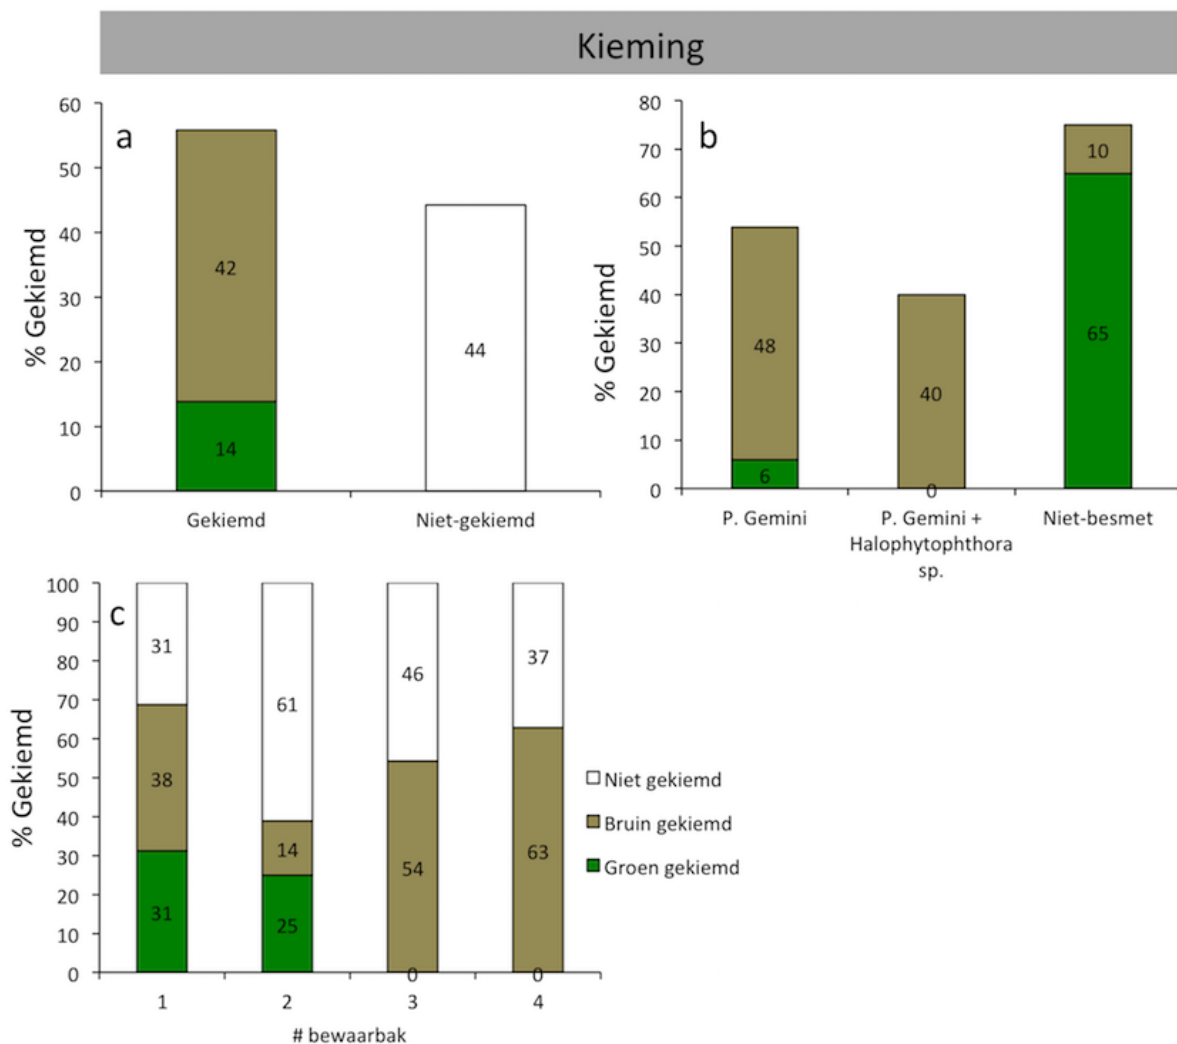 Kieming
a
% Gekiemd
60
50
40
30
20
10
0
42
14
44
Gekiemd
Niet-gekiemd
b
% Gekiemd
80
70
60
50
40
30
20
10
0
48
6
40
0
10
65
P. Gemini
P. Gemini +
Halophytophthora
sp.
Niet-besmet
c
% Gekiemd
100
90
80
70
60
50
40
30
20
10
0
31
38
31
61
14
25
46
54
0
37
63
0
1
2
3
4
# bewaarbak
Niet gekiemd
Bruin gekiemd
Groen gekiemd